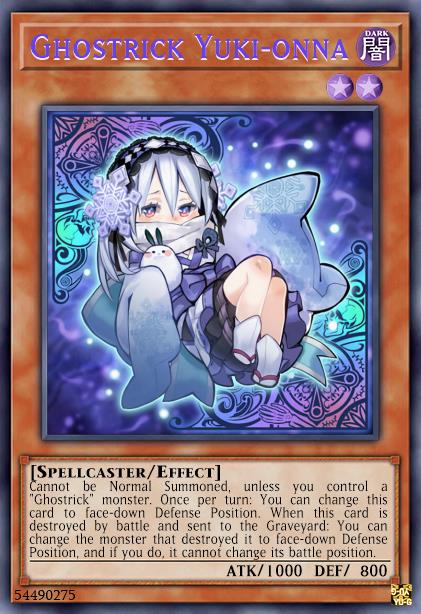 Ghostrick Yuki-onna
DARK
闇
[Spellcaster/Effect]
Cannot be Normal Summoned, unless you control a
"Ghostrick" monster. Once per turn: You can change this
card to face-down Defense Position. When this card is
destroyed by battle and sent to the Graveyard: You can
change the monster that destroyed it to face-down Defense
Position, and if you do, it cannot change its battle position.
ATK/1000 DEF/ 800
54490275